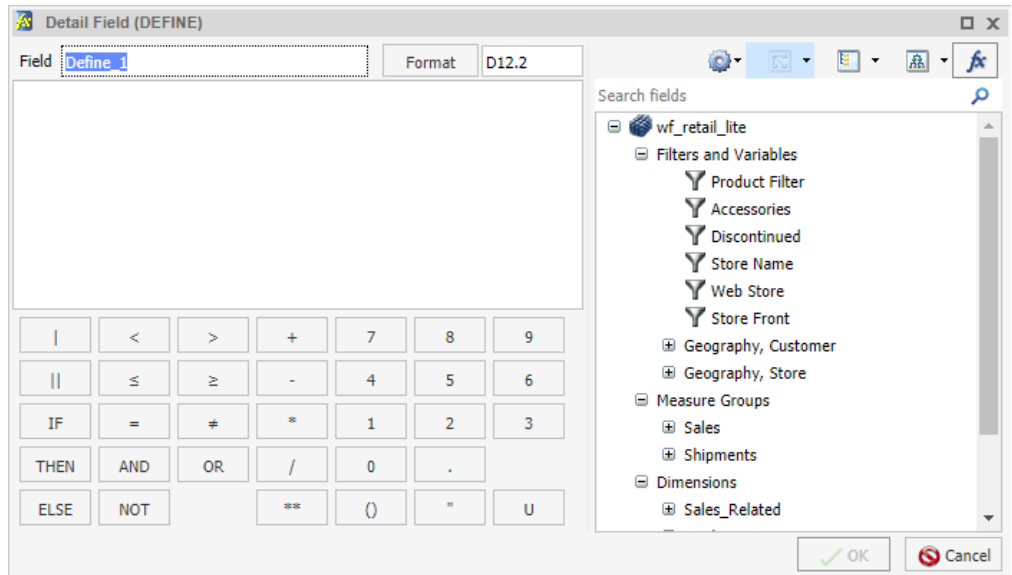 Detail Field (DEFINE)
Field Define_1 Format D12.2
fx
Search fields
wf_retail_lite
Filters and Variables
Product Filter
Accessories
Discontinued
Store Name
Web Store
Store Front
Geography, Customer
Geography, Store
Measure Groups
Sales
Shipments
Dimensions
Sales_Related
| < > + 7 8 9
|| ≤ ≥ - 4 5 6
IF = ≠ * 1 2 3
THEN AND OR / 0 .
ELSE NOT ** () " U
OK Cancel